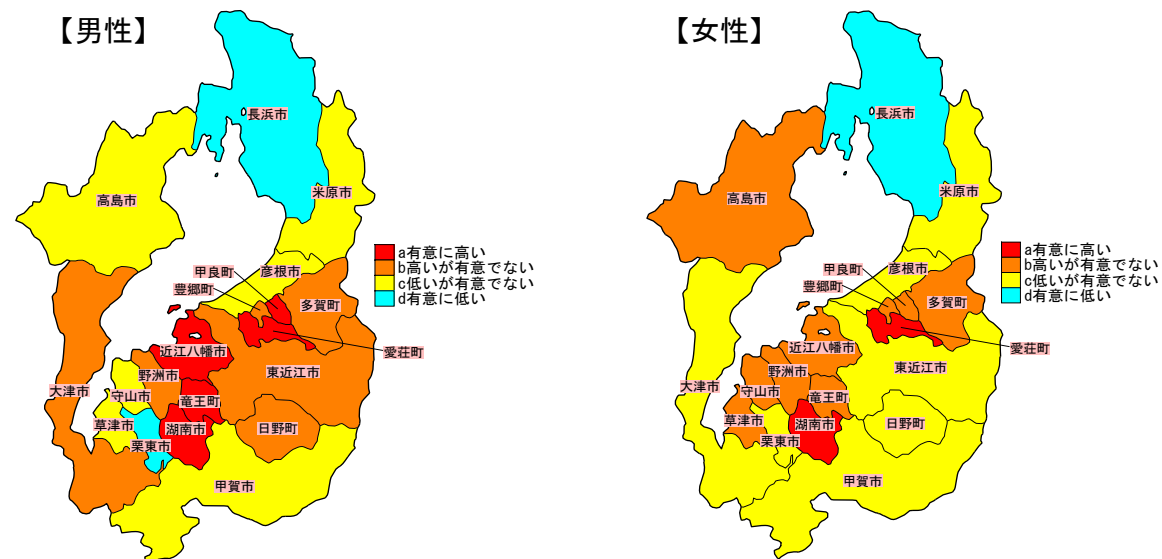 【男性】
長浜市
高島市
米原市
甲良町
彦根市
豊郷町
多賀町
愛荘町
近江八幡市
東近江市
野洲市
大津市
守山市
竜王町
草津市
湖南市
日野町
栗東市
甲賀市
a有意に高い
b高いが有意でない
c低いが有意でない
d有意に低い
【女性】
長浜市
高島市
米原市
甲良町
彦根市
豊郷町
多賀町
愛荘町
近江八幡市
東近江市
野洲市
大津市
守山市
竜王町
草津市
湖南市
日野町
栗東市
甲賀市
a有意に高い
b高いが有意でない
c低いが有意でない
d有意に低い